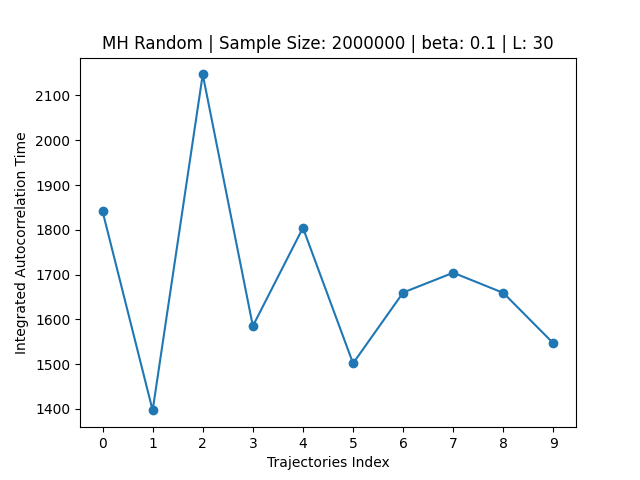 MH Random | Sample Size: 2000000 | beta: 0.1 | L: 30
Integrated Autocorrelation Time
2100
2000
1900
1800
1700
1600
1500
1400
0 1 2 3 4 5 6 7 8 9
Trajectories Index